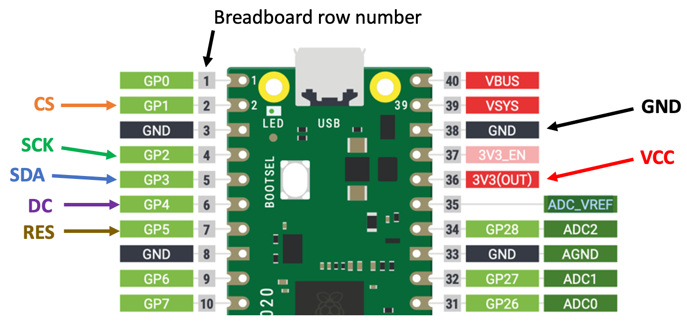 Breadboard row number
GP0 1 1 40 VBUS
CS GP1 2 2 39 39 VSYS
LED USB
GND 3 38 GND GND
SCK GP2 4 37 3V3_EN
BOOTSEL
SDA GP3 5 36 3V3(OUT) VCC
DC GP4 6 35 ADC_VREF
RES GP5 7 34 GP28 ADC2
GND 8 33 GND AGND
GP6 9 32 GP27 ADC1
GP7 10 31 GP26 ADC0
020